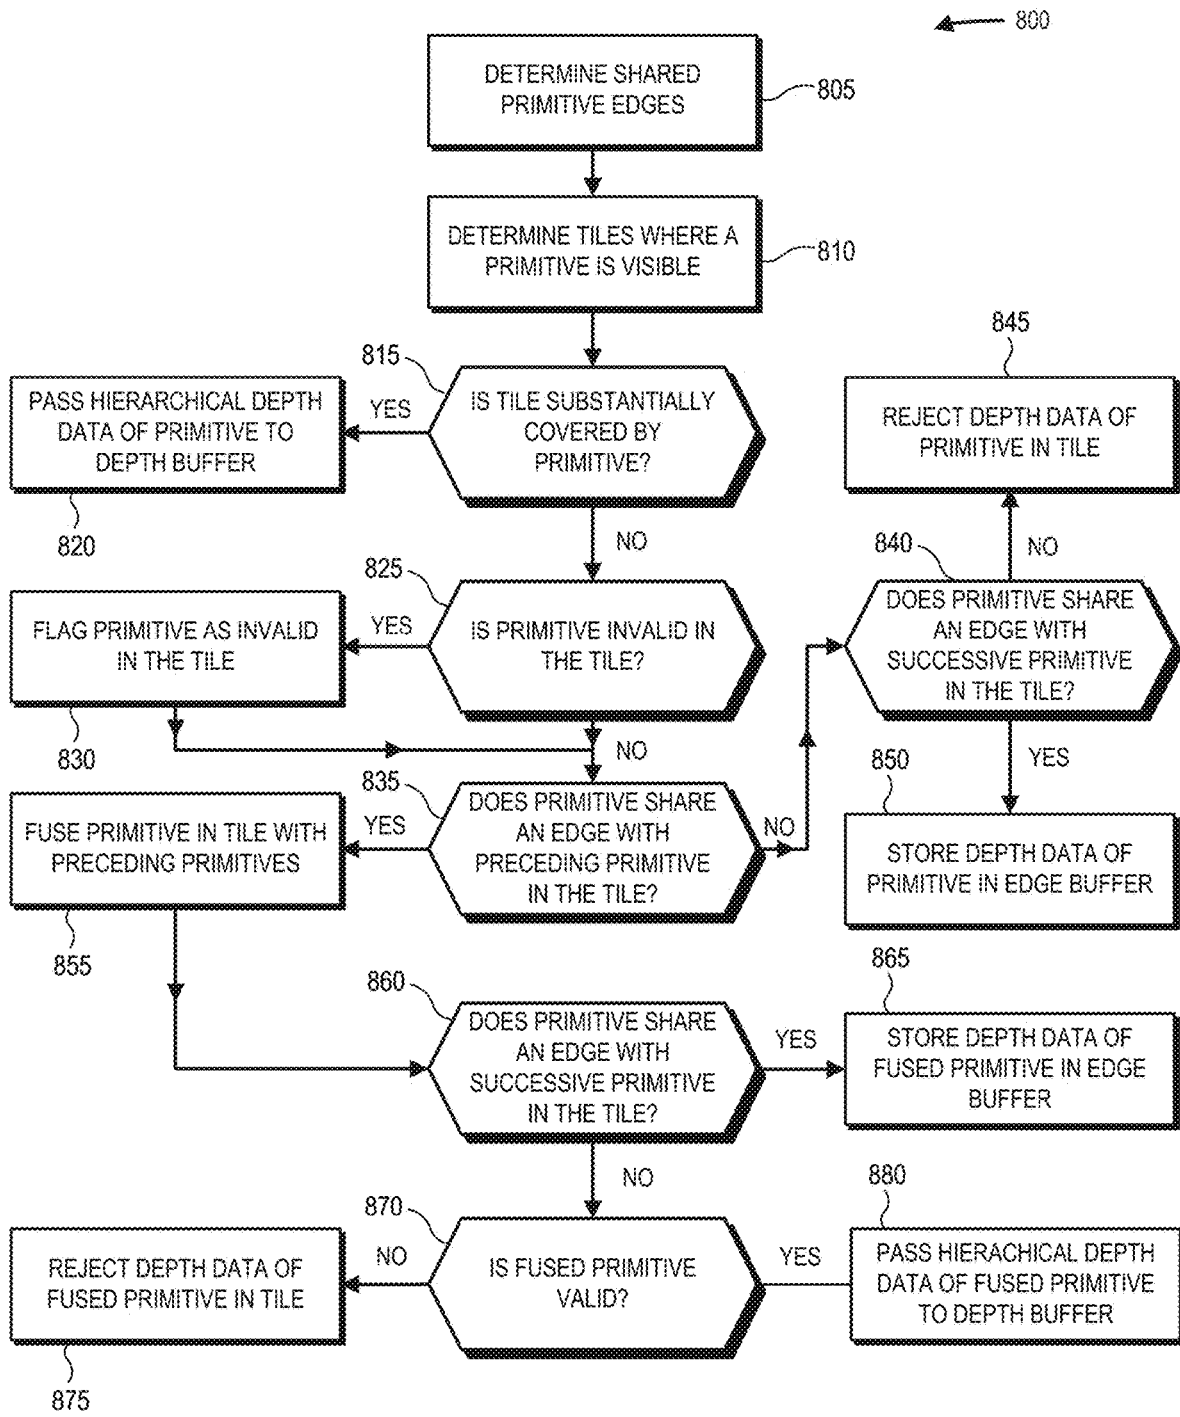 800
DETERMINE SHARED
PRIMITIVE EDGES
805
DETERMINE TILES WHERE A
PRIMITIVE IS VISIBLE
810
815
IS TILE SUBSTANTIALLY
COVERED BY
PRIMITIVE?
YES
PASS HIERARCHICAL DEPTH
DATA OF PRIMITIVE TO
DEPTH BUFFER
820
NO
845
REJECT DEPTH DATA OF
PRIMITIVE IN TILE
NO
840
DOES PRIMITIVE SHARE
AN EDGE WITH
SUCCESSIVE PRIMITIVE
IN THE TILE?
YES
850
STORE DEPTH DATA OF
PRIMITIVE IN EDGE BUFFER
825
IS PRIMITIVE INVALID IN
THE TILE?
YES
FLAG PRIMITIVE AS INVALID
IN THE TILE
830
NO
835
DOES PRIMITIVE SHARE
AN EDGE WITH
PRECEDING PRIMITIVE
IN THE TILE?
NO
YES
FUSE PRIMITIVE IN TILE WITH
PRECEDING PRIMITIVES
855
860
DOES PRIMITIVE SHARE
AN EDGE WITH
SUCCESSIVE PRIMITIVE
IN THE TILE?
YES
865
STORE DEPTH DATA OF
FUSED PRIMITIVE IN EDGE
BUFFER
NO
870
IS FUSED PRIMITIVE
VALID?
NO
REJECT DEPTH DATA OF
FUSED PRIMITIVE IN TILE
875
YES
880
PASS HIERACHICAL DEPTH
DATA OF FUSED PRIMITIVE
TO DEPTH BUFFER